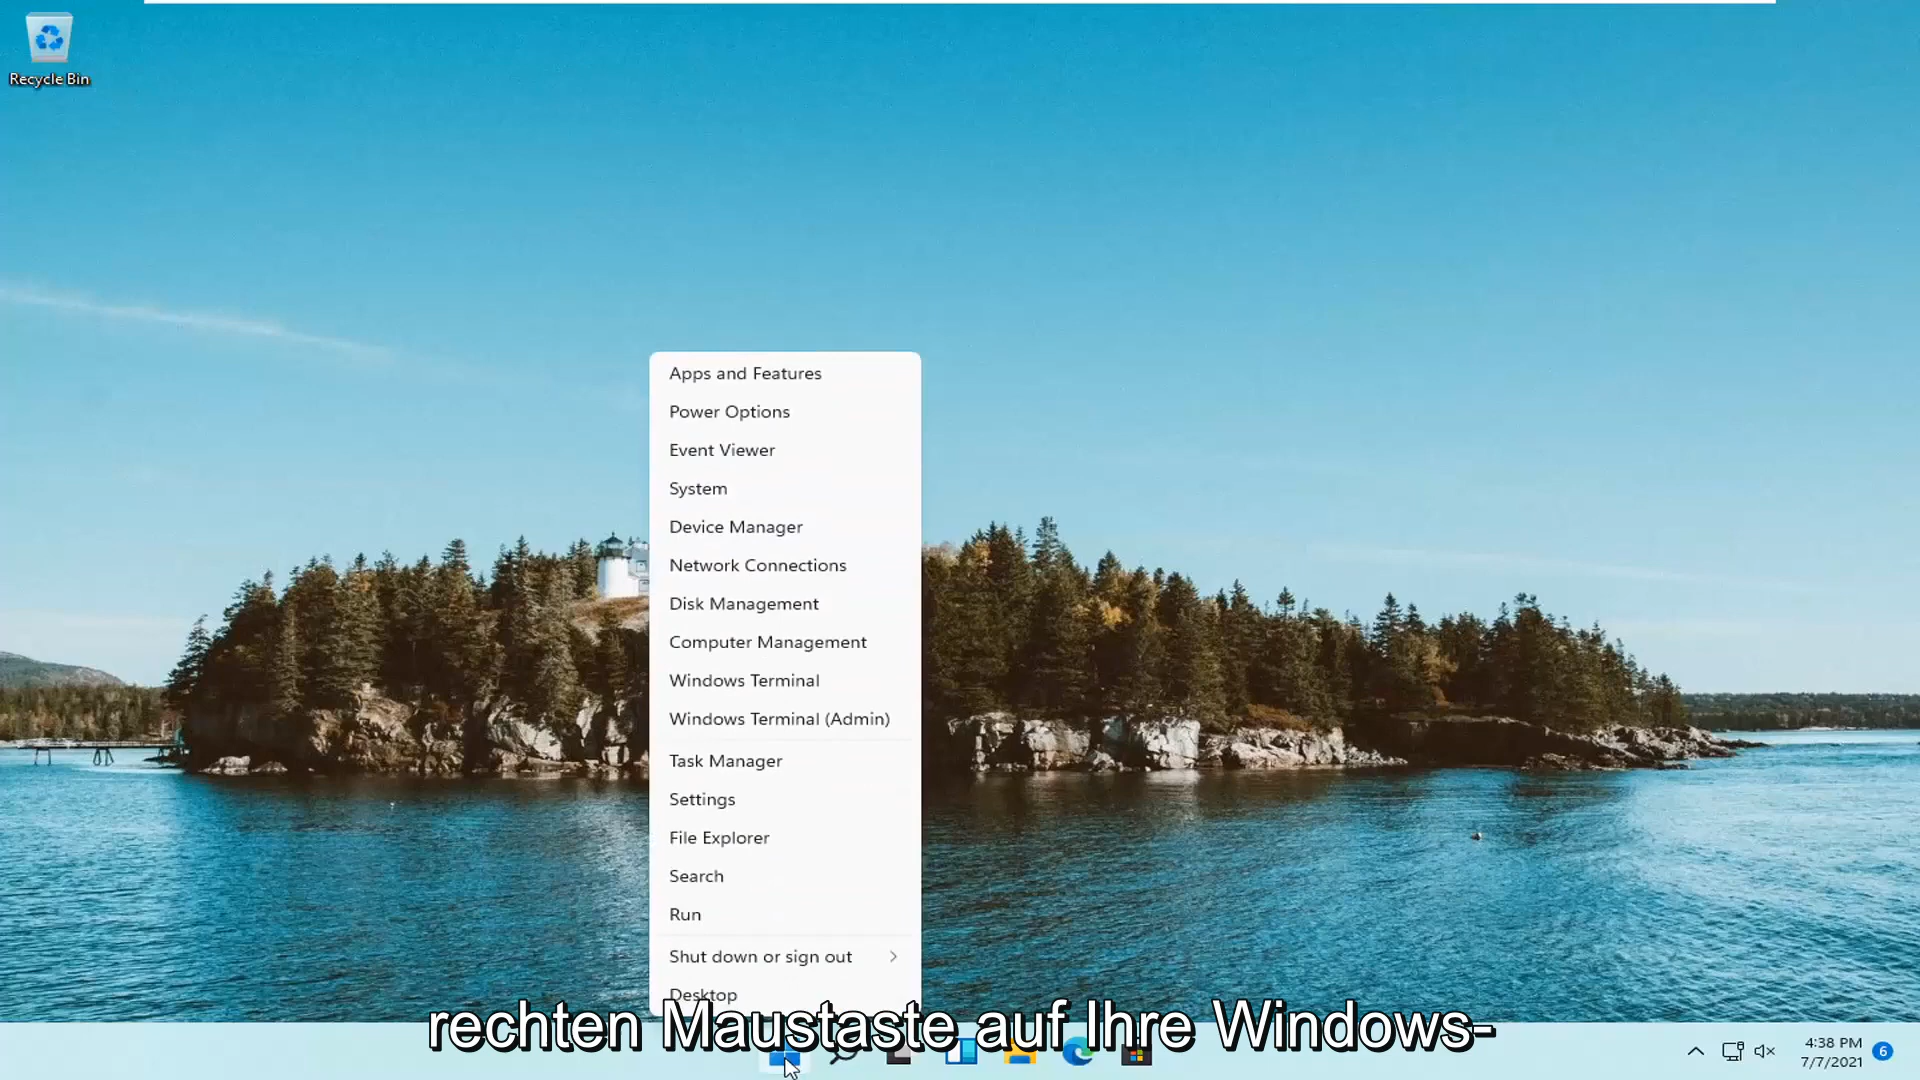 Recycle Bin
Apps and Features
Power Options
Event Viewer
System
Device Manager
Network Connections
Disk Management
Computer Management
Windows Terminal
Windows Terminal (Admin)
Task Manager
Settings
File Explorer
Search
Run
Shut down or sign out
Desktop
rechten Maustaste auf Ihre Windows-
4:38 PM
7/7/2021
6